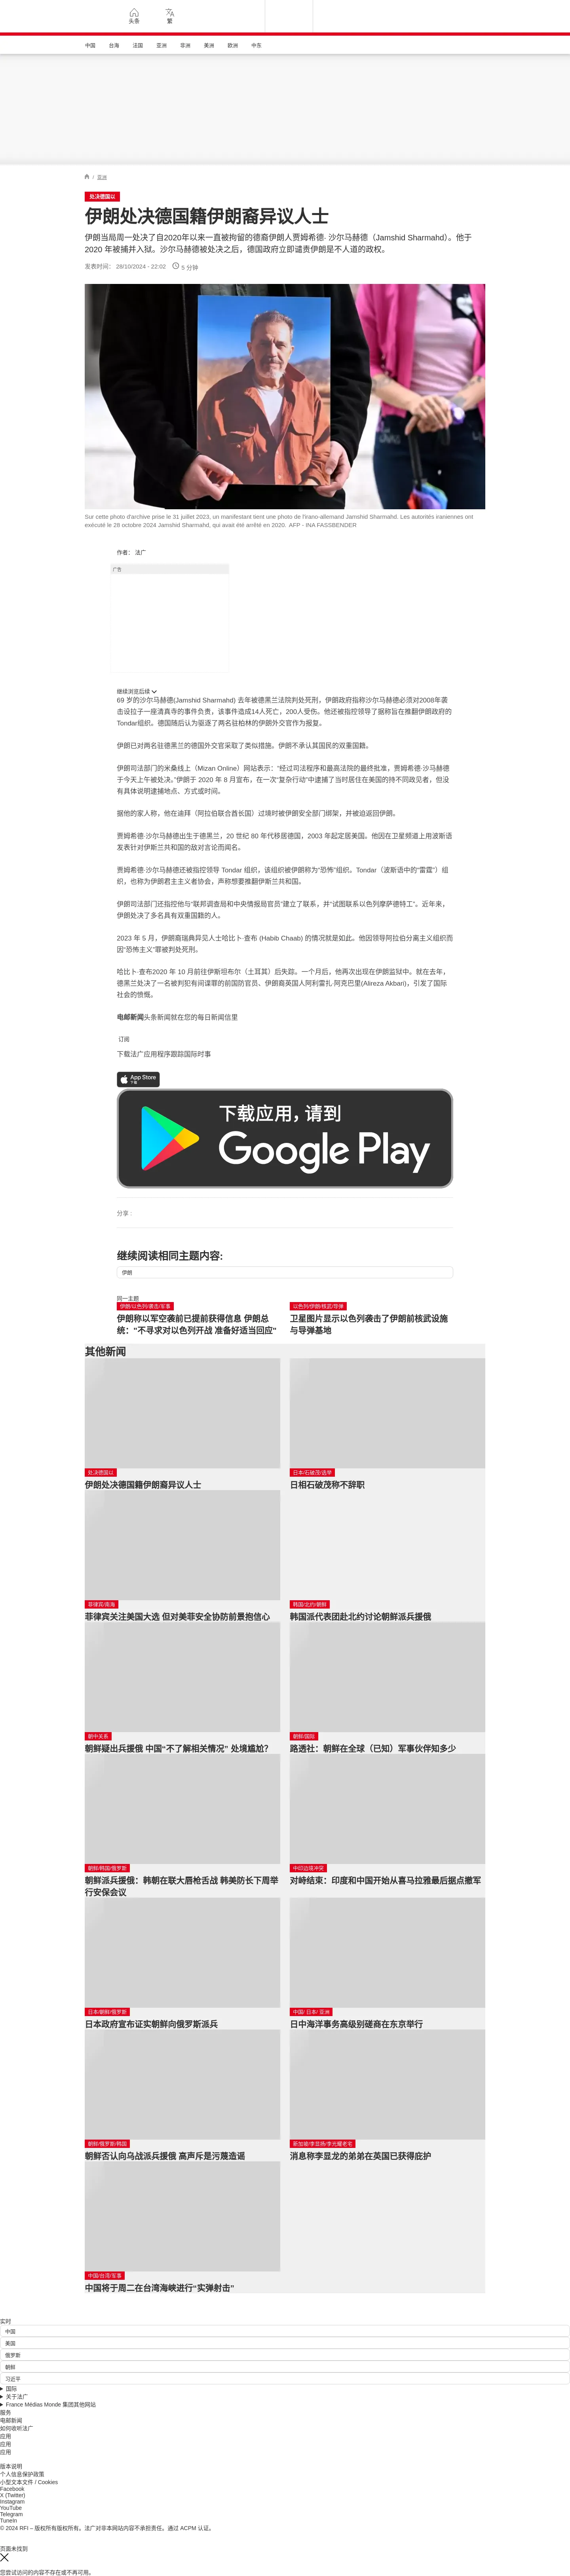 头条
繁
中国
台海
法国
亚洲
非洲
美洲
欧洲
中东
/ 亚洲
处决德国以
伊朗处决德国籍伊朗裔异议人士
伊朗当局周一处决了自2020年以来一直被拘留的德裔伊朗人贾姆希德· 沙尔马赫德（Jamshid Sharmahd）。他于
2020 年被捕并入狱。沙尔马赫德被处决之后，德国政府立即谴责伊朗是不人道的政权。
发表时间： 28/10/2024 - 22:02
5 分钟
Sur cette photo d'archive prise le 31 juillet 2023, un manifestant tient une photo de l'Irano-allemand Jamshid Sharmahd. Les autorités iraniennes ont
exécuté le 28 octobre 2024 Jamshid Sharmahd, qui avait été arrêté en 2020. AFP - INA FASSBENDER
作者： 法广
广告
继续浏览后续
69 岁的沙尔马赫德(Jamshid Sharmahd) 去年被德黑兰法院判处死刑，伊朗政府指称沙尔马赫德必须对2008年袭
击设拉子一座清真寺的事件负责，该事件造成14人死亡，200人受伤。他还被指控领导了据称旨在推翻伊朗政府的
Tondar组织。德国随后认为驱逐了两名驻柏林的伊朗外交官作为报复。
伊朗已对两名驻德黑兰的德国外交官采取了类似措施。伊朗不承认其国民的双重国籍。
伊朗司法部门的米桑线上（Mizan Online）网站表示：“经过司法程序和最高法院的最终批准，贾姆希德·沙马赫德
于今天上午被处决。”伊朗于 2020 年 8 月宣布，在一次“复杂行动”中逮捕了当时居住在美国的持不同政见者，但没
有具体说明逮捕地点、方式或时间。
据他的家人称，他在迪拜（阿拉伯联合酋长国）过境时被伊朗安全部门绑架，并被迫返回伊朗。
贾姆希德·沙尔马赫德出生于德黑兰，20 世纪 80 年代移居德国，2003 年起定居美国。他因在卫星频道上用波斯语
发表针对伊斯兰共和国的敌对言论而闻名。
贾姆希德·沙尔马赫德还被指控领导 Tondar 组织，该组织被伊朗称为“恐怖”组织。Tondar（波斯语中的“雷霆”）组
织，也称为伊朗君主主义者协会，声称想要推翻伊斯兰共和国。
伊朗司法部门还指控他与“联邦调查局和中央情报局官员”建立了联系，并“试图联系以色列摩萨德特工”。近年来，
伊朗处决了多名具有双重国籍的人。
2023 年 5 月，伊朗裔瑞典异见人士哈比卜·查布 (Habib Chaab) 的情况就是如此。他因领导阿拉伯分离主义组织而
因“恐怖主义”罪被判处死刑。
哈比卜·查布2020 年 10 月前往伊斯坦布尔（土耳其）后失踪。一个月后，他再次出现在伊朗监狱中。就在去年，
德黑兰处决了一名被判犯有间谍罪的前国防官员、伊朗裔英国人阿利雷扎·阿克巴里(Alireza Akbari)，引发了国际
社会的愤慨。
电邮新闻头条新闻就在您的每日新闻信里
订阅
下载法广应用程序跟踪国际时事
App Store
下载
下载应用，请到
Google Play
分享 :
继续阅读相同主题内容:
伊朗
同一主题
伊朗/以色列/袭击/军事
伊朗称以军空袭前已提前获得信息 伊朗总
统：“不寻求对以色列开战 准备好适当回应”
以色列/伊朗/核武/导弹
卫星图片显示以色列袭击了伊朗前核武设施
与导弹基地
其他新闻
处决德国以
伊朗处决德国籍伊朗裔异议人士
日本/石破茂/选举
日相石破茂称不辞职
菲律宾/南海
菲律宾关注美国大选 但对美菲安全协防前景抱信心
韩国/北约/朝鲜
韩国派代表团赴北约讨论朝鲜派兵援俄
朝中关系
朝鲜疑出兵援俄 中国“不了解相关情况” 处境尴尬？
朝鲜/国际
路透社：朝鲜在全球（已知）军事伙伴知多少
朝鲜/韩国/俄罗斯
朝鲜派兵援俄：韩朝在联大唇枪舌战 韩美防长下周举
行安保会议
中印边境冲突
对峙结束：印度和中国开始从喜马拉雅最后据点撤军
日本/朝鲜/俄罗斯
日本政府宣布证实朝鲜向俄罗斯派兵
中国/ 日本/ 亚洲
日中海洋事务高级别磋商在东京举行
朝鲜/俄罗斯/韩国
朝鲜否认向乌战派兵援俄 高声斥是污蔑造谣
新加坡/李显扬/李光耀老宅
消息称李显龙的弟弟在英国已获得庇护
中国/台湾/军事
中国将于周二在台湾海峡进行“实弹射击”
实时
中国
美国
俄罗斯
朝鲜
习近平
国际
关于法广
France Médias Monde 集团其他网站
服务
电邮新闻
如何收听法广
应用
应用
应用
版本说明
个人信息保护政策
小型文本文件 / Cookies
Facebook
X (Twitter)
Instagram
YouTube
Telegram
TuneIn
© 2024 RFI – 版权所有版权所有。法广对非本网站内容不承担责任。通过 ACPM 认证。
页面未找到
您尝试访问的内容不存在或不再可用。